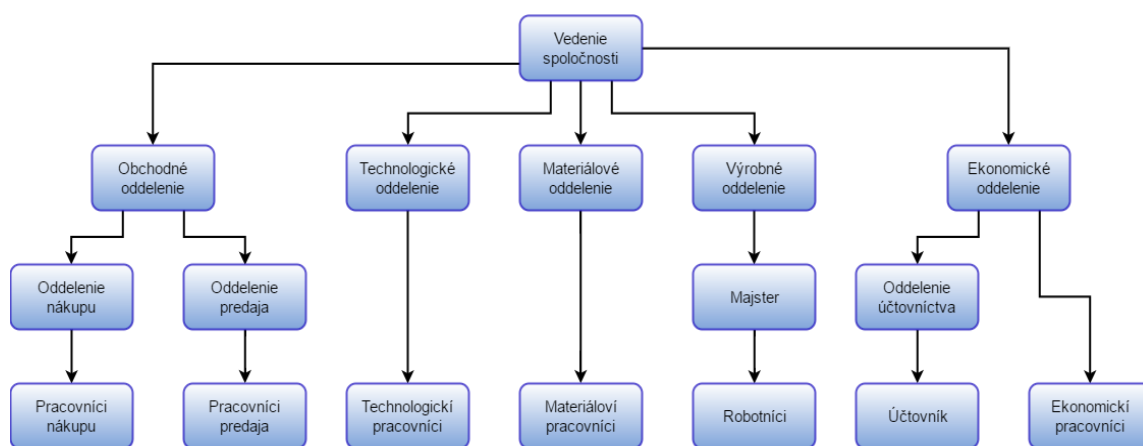 Vedenie
spoločnosti
Obchodné
oddelenie
Technologické
oddelenie
Materiálové
oddelenie
Výrobné
oddelenie
Ekonomické
oddelenie
Oddelenie
nákupu
Oddelenie
predaja
Majster
Oddelenie
účtovníctva
Pracovníci
nákupu
Pracovníci
predaja
Technologickí
pracovníci
Materiáloví
pracovníci
Robotníci
Účtovník
Ekonomickí
pracovníci